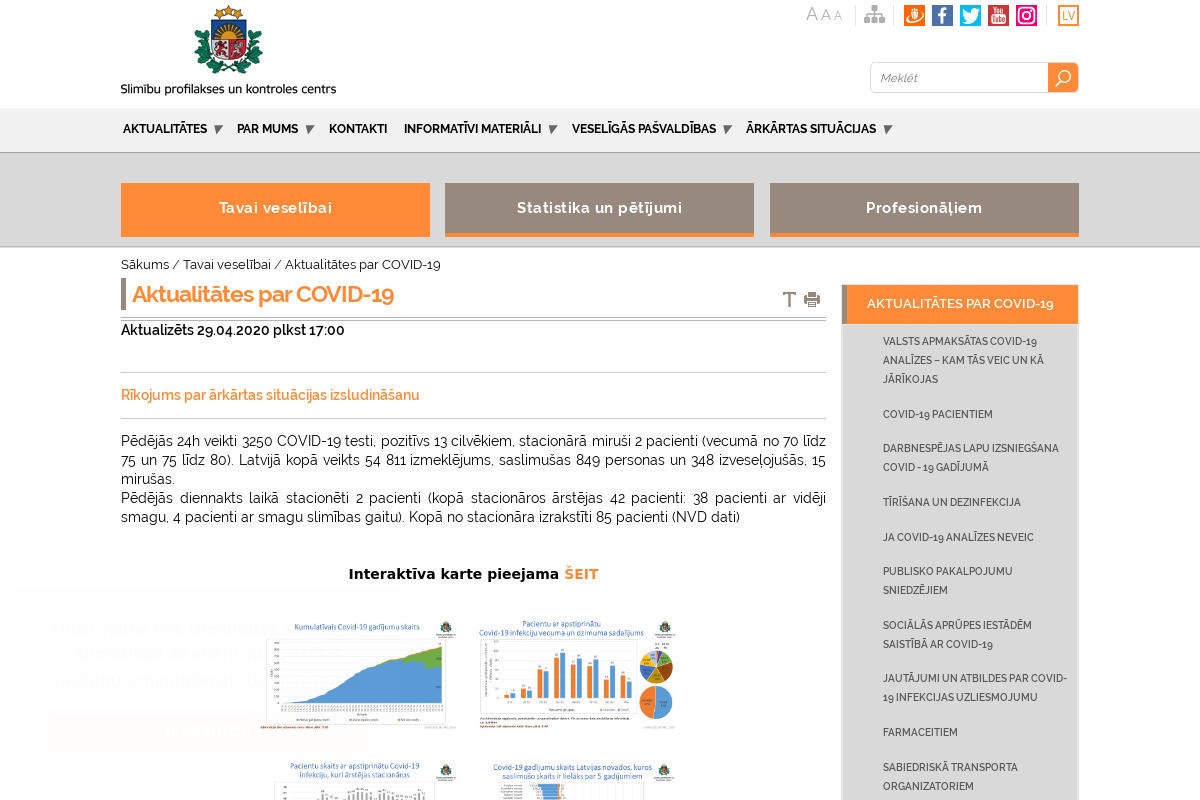 A A A
You Tube
LV
Slimību profilakses un kontroles centrs
Meklēt
AKTUALITĀTES PAR MUMS KONTAKTI INFORMATĪVI MATERIĀLI VESELĪGĀS PAŠVALDĪBAS ĀRKĀRTAS SITUĀCIJAS
Tavai veselībai Statistika un pētījumi Profesionāļiem
Sākums / Tavai veselībai / Aktualitātes par COVID-19
Aktualitātes par COVID-19
Aktualizēts 29.04.2020 plkst 17:00
Rīkojums par ārkārtas situācijas izsludināšanu
Pēdējās 24h veikti 3250 COVID-19 testi, pozitīvs 13 cilvēkiem, stacionārā miruši 2 pacienti (vecumā no 70 līdz
75 un 75 līdz 80). Latvijā kopā veikts 54 811 izmeklējums, saslimušas 849 personas un 348 izveseļojušās, 15
mirušas.
Pēdējās diennakts laikā stacionēti 2 pacienti (kopā stacionāros ārstējas 42 pacienti: 38 pacienti ar vidēji
smagu, 4 pacienti ar smagu slimības gaitu). Kopā no stacionāra izrakstīti 85 pacienti (NVD dati)
Interaktīva karte pieejama ŠEIT
Kumulatīvais Covid-19 gadījumu skaits
Pacientu ar apstiprinātu
Covid-19 infekciju vecuma un dzimuma sadalījums
Pacientu skaits ar apstiprinātu Covid-19
infekciju, kuri ārstējas stacionāros
Covid-19 gadījumu skaits Latvijas novados, kuros
saslimušo skaits ir lielāks par 5 gadījumiem
AKTUALITĀTES PAR COVID-19
VALSTS APMAKSĀTAS COVID-19
ANALĪZES – KAM TĀS VEIC UN KĀ
JĀRĪKOJAS
COVID-19 PACIENTIEM
DARBNESPĒJAS LAPU IZSNIEGŠANA
COVID - 19 GADĪJUMĀ
TĪRĪŠANA UN DEZINFEKCIJA
JA COVID-19 ANALĪZES NEVEIC
PUBLISKO PAKALPOJUMU
SNIEDZĒJIEM
SOCIĀLĀS APRŪPES IESTĀDĒM
SAISTĪBĀ AR COVID-19
JAUTĀJUMI UN ATBILDES PAR COVID-
19 INFEKCIJAS UZLIESMOJUMU
FARMACEITIEM
SABIEDRISKĀ TRANSPORTA
ORGANIZATORIEM